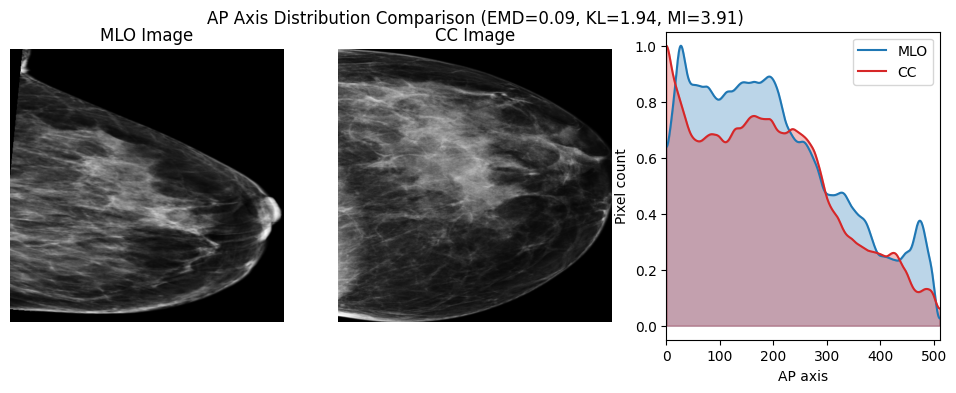 AP Axis Distribution Comparison (EMD=0.09, KL=1.94, MI=3.91)
MLO Image
CC Image
MLO
CC
1.0
0.8
0.6
0.4
0.2
0.0
Pixel count
0 100 200 300 400 500
AP axis